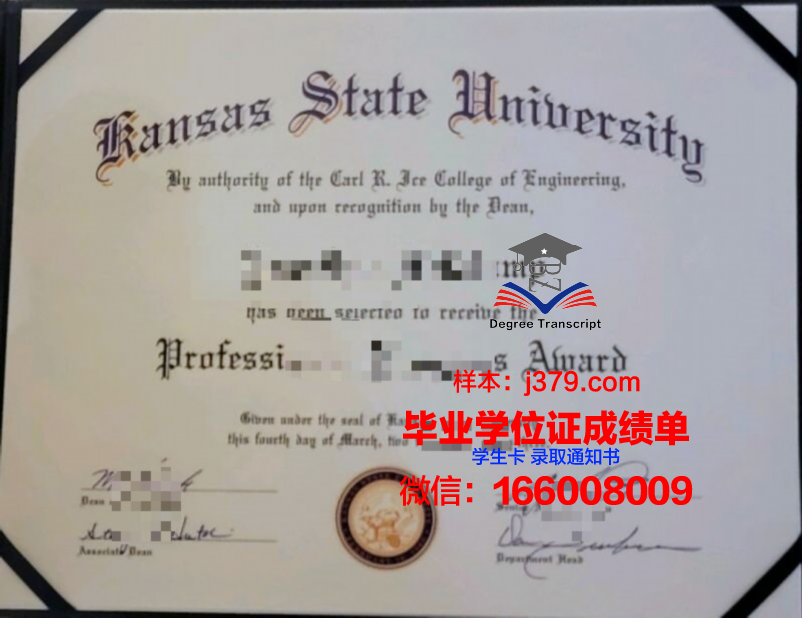 Kansas State University
By authority of the Carl R. Ice College of Engineering,
and upon recognition by the Dean,
has been selected to receive the
Degree Transcript
Award
样本：j379.com
Given under the seal of
毕业学位证成绩单
this fourth day of March, two
学生卡 录取通知书
微信：166008009
Dean
Associate Dean
Department Head